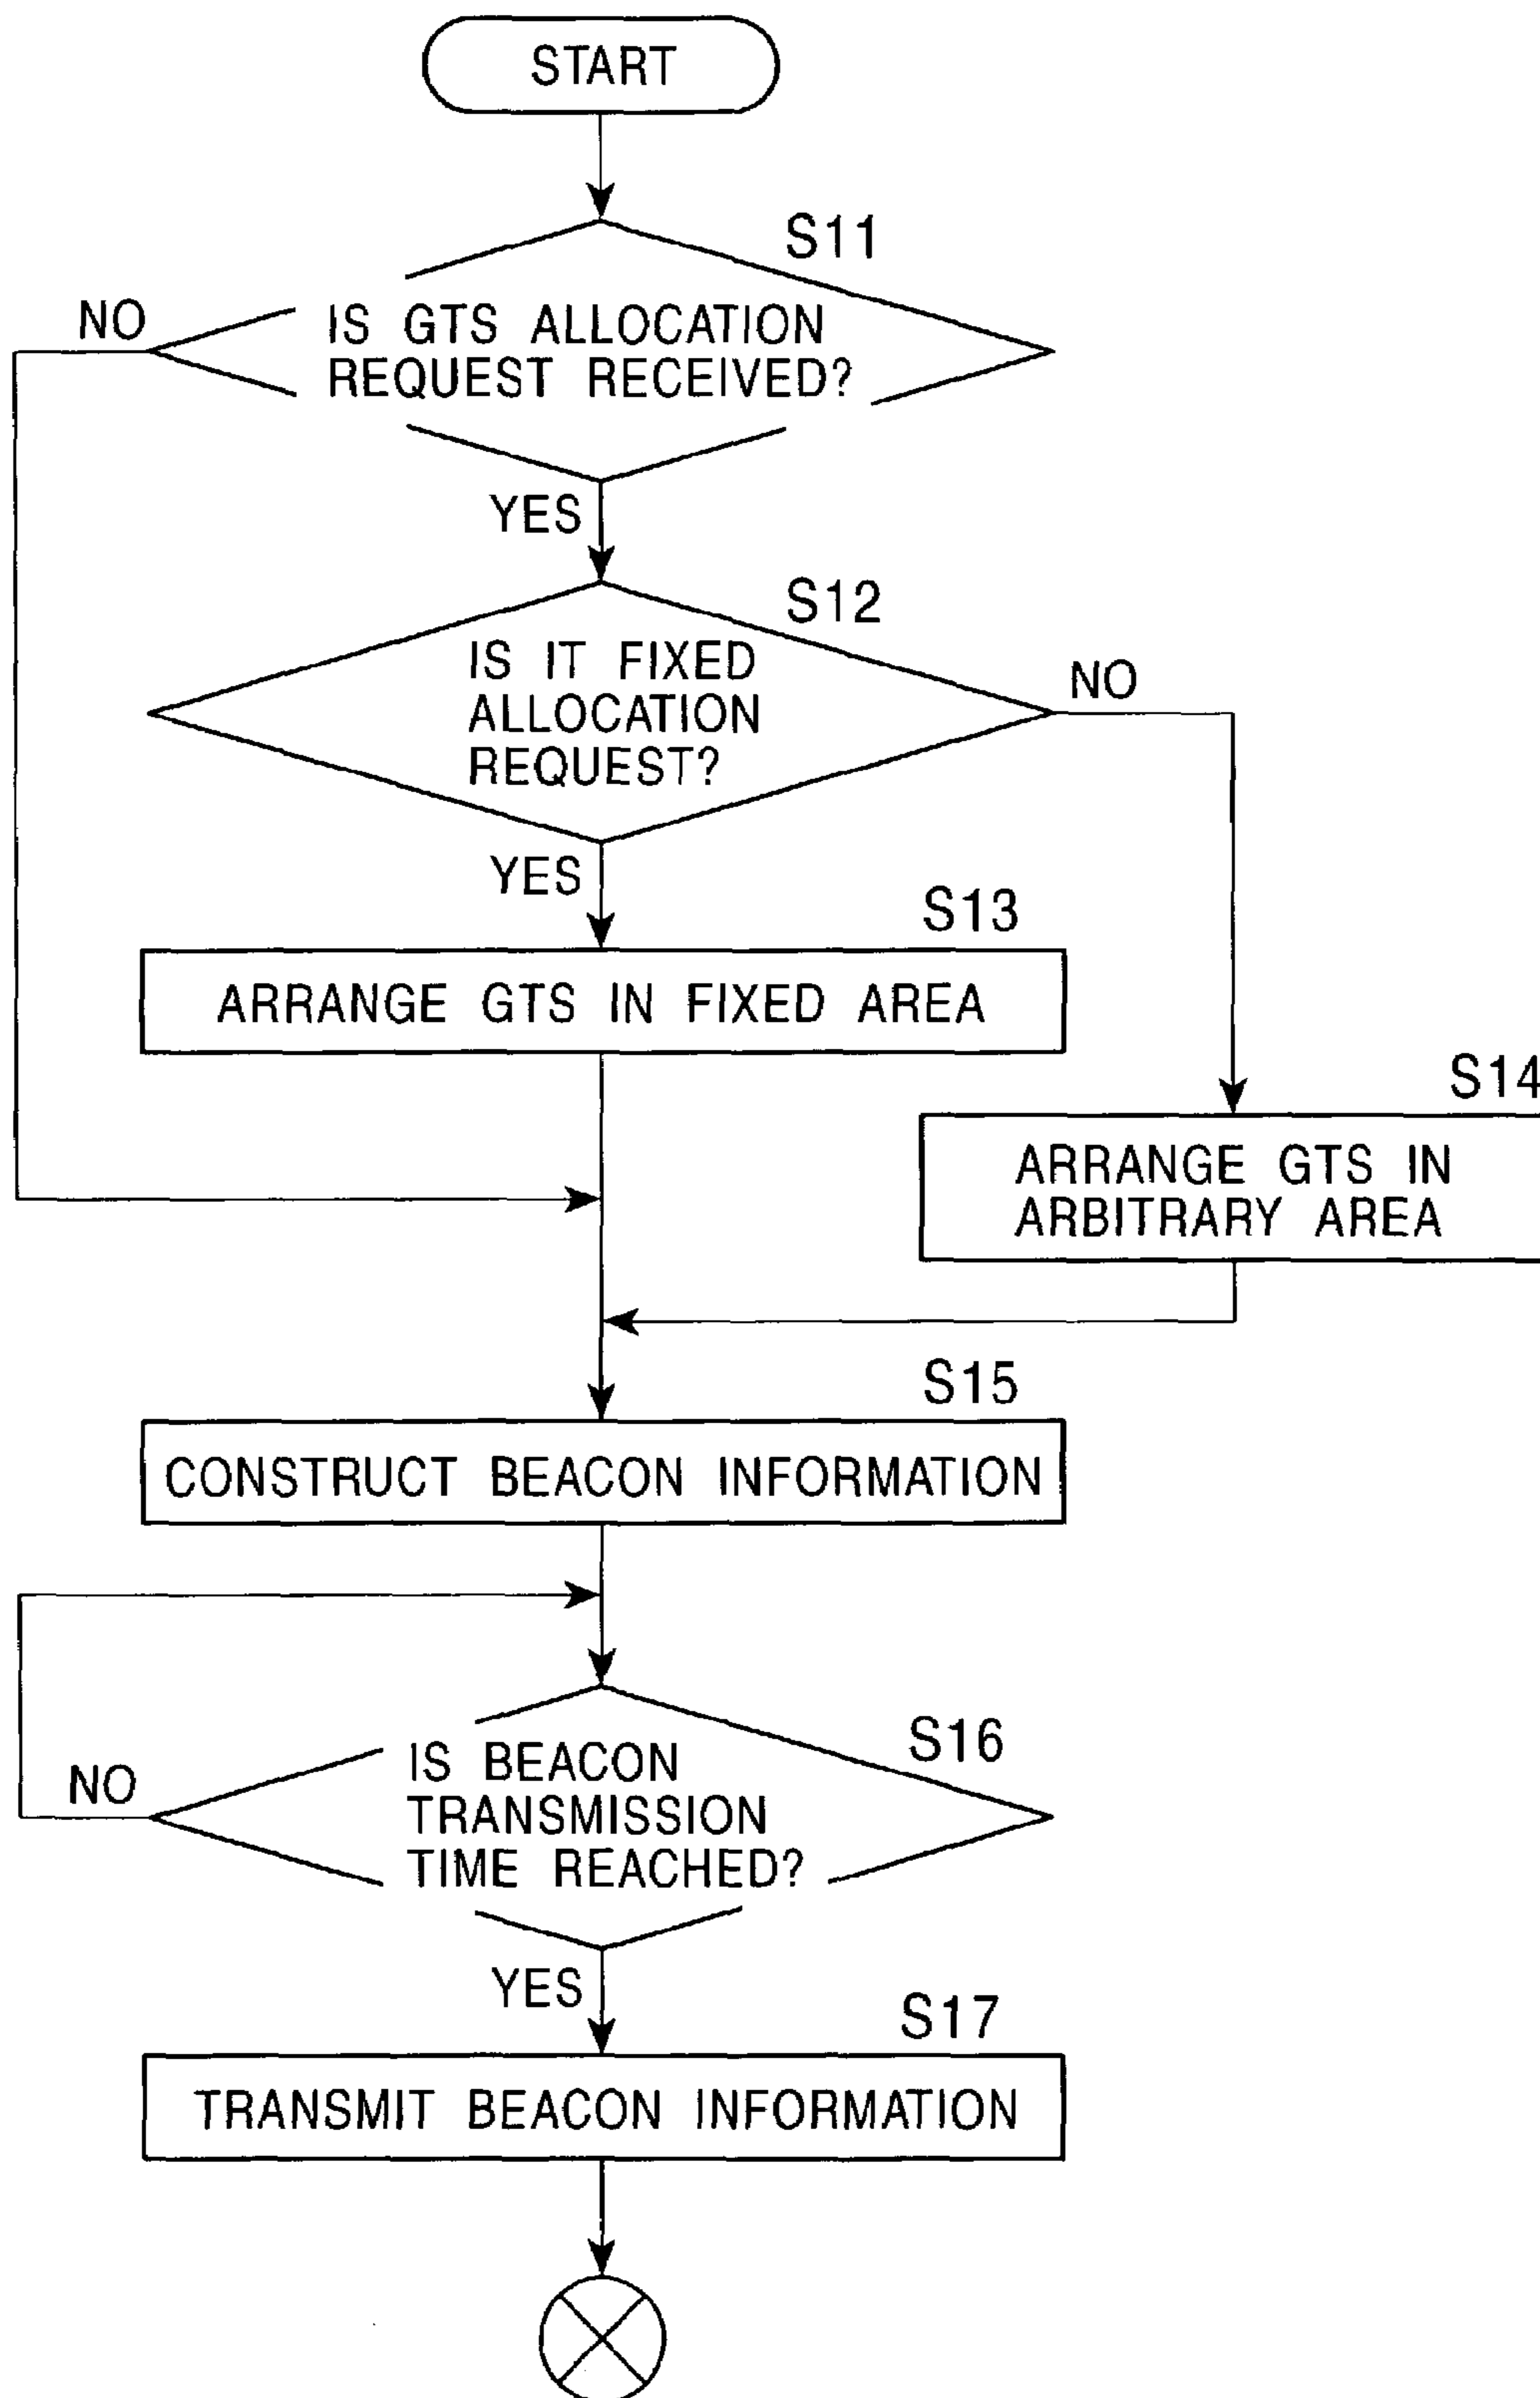 START
S11
NO
IS GTS ALLOCATION
REQUEST RECEIVED?
YES
S12
IS IT FIXED
ALLOCATION
REQUEST?
NO
YES
S13
ARRANGE GTS IN FIXED AREA
S14
ARRANGE GTS IN
ARBITRARY AREA
S15
CONSTRUCT BEACON INFORMATION
S16
IS BEACON
TRANSMISSION
TIME REACHED?
NO
YES
S17
TRANSMIT BEACON INFORMATION